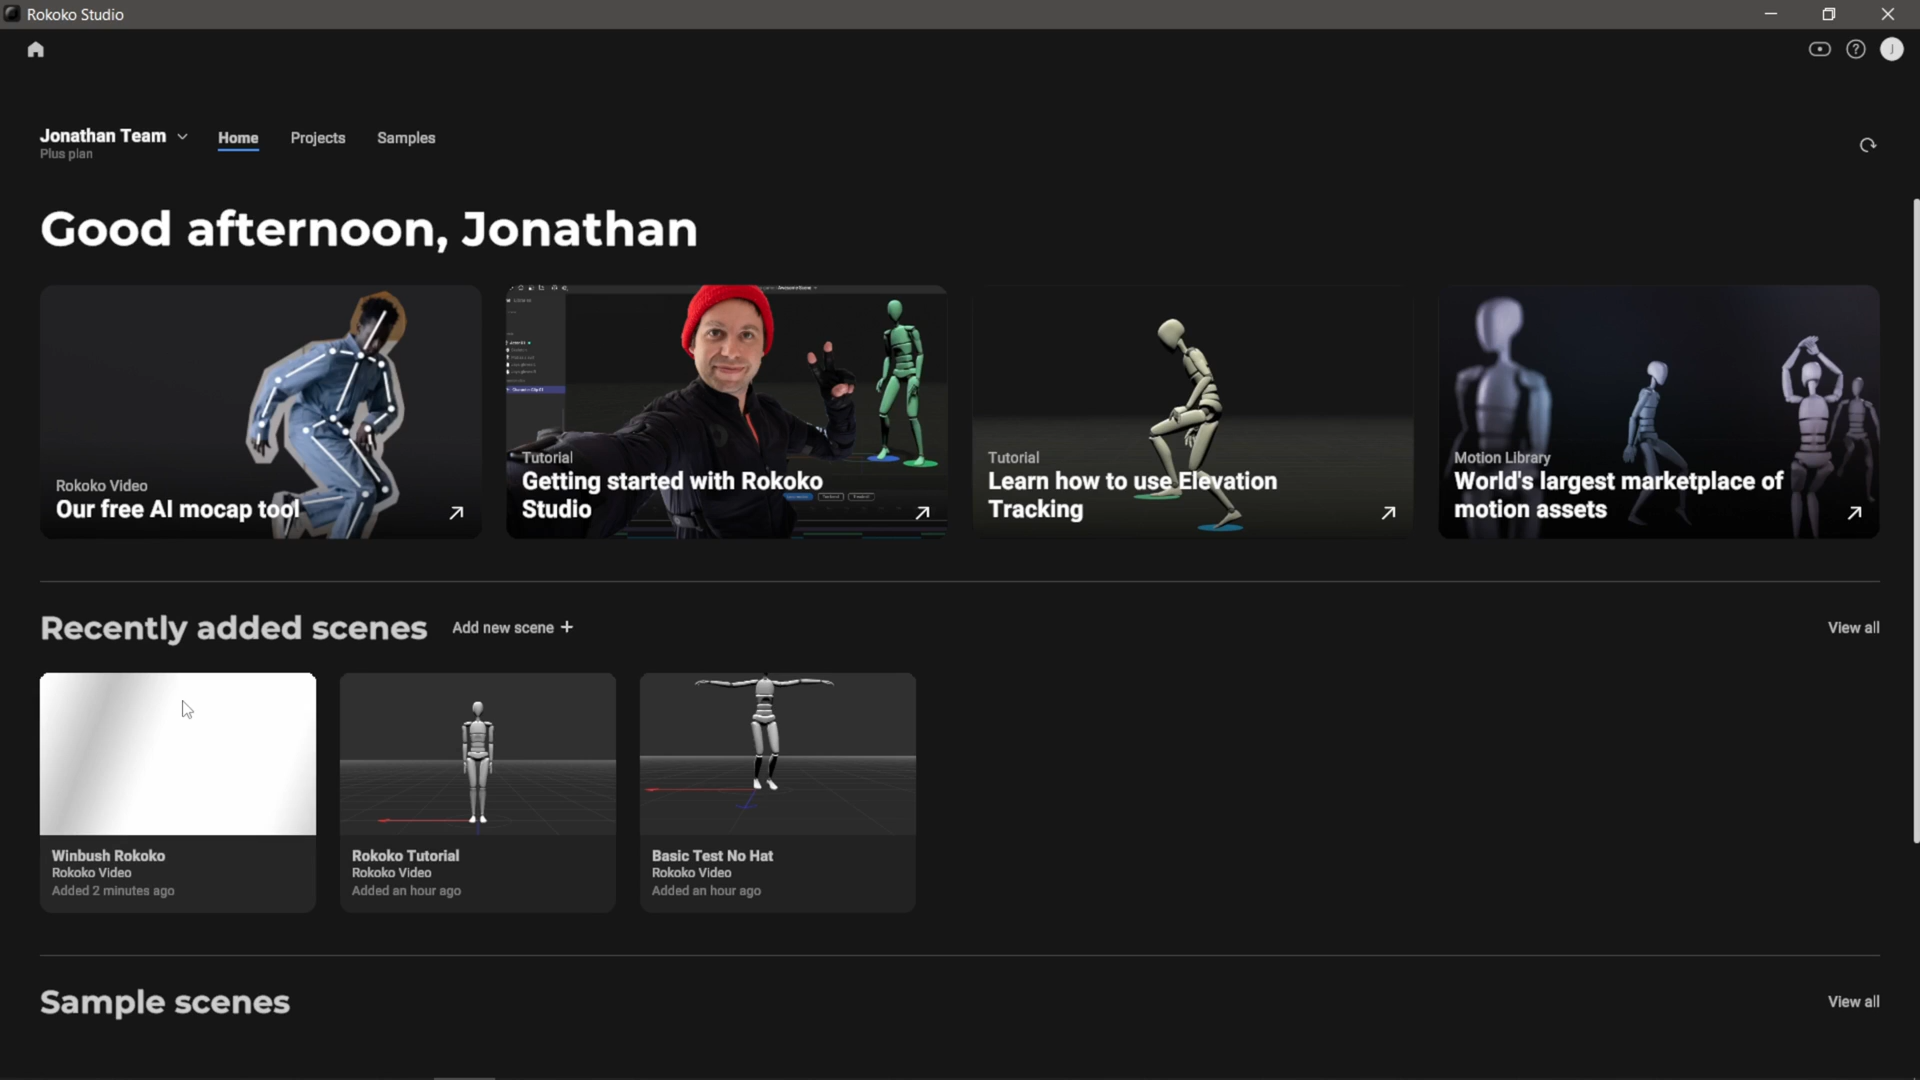 Rokoko Studio
J
Jonathan Team
Plus plan
Home
Projects
Samples
Good afternoon, Jonathan
Rokoko Video
Our free AI mocap tool
Tutorial
Getting started with Rokoko
Studio
Tutorial
Learn how to use Elevation
Tracking
Motion Library
World's largest marketplace of
motion assets
Recently added scenes
Add new scene +
View all
Winbush Rokoko
Rokoko Video
Added 2 minutes ago
Rokoko Tutorial
Rokoko Video
Added an hour ago
Basic Test No Hat
Rokoko Video
Added an hour ago
Sample scenes
View all